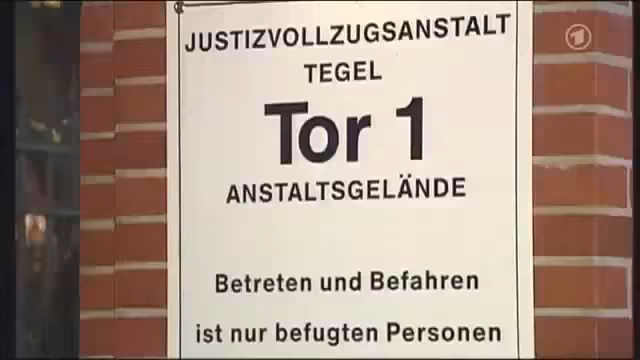 JUSTIZVOLLZUGSANSTALT
TEGEL
Tor 1
ANSTALTSGELÄNDE
Betreten und Befahren
ist nur befugten Personen